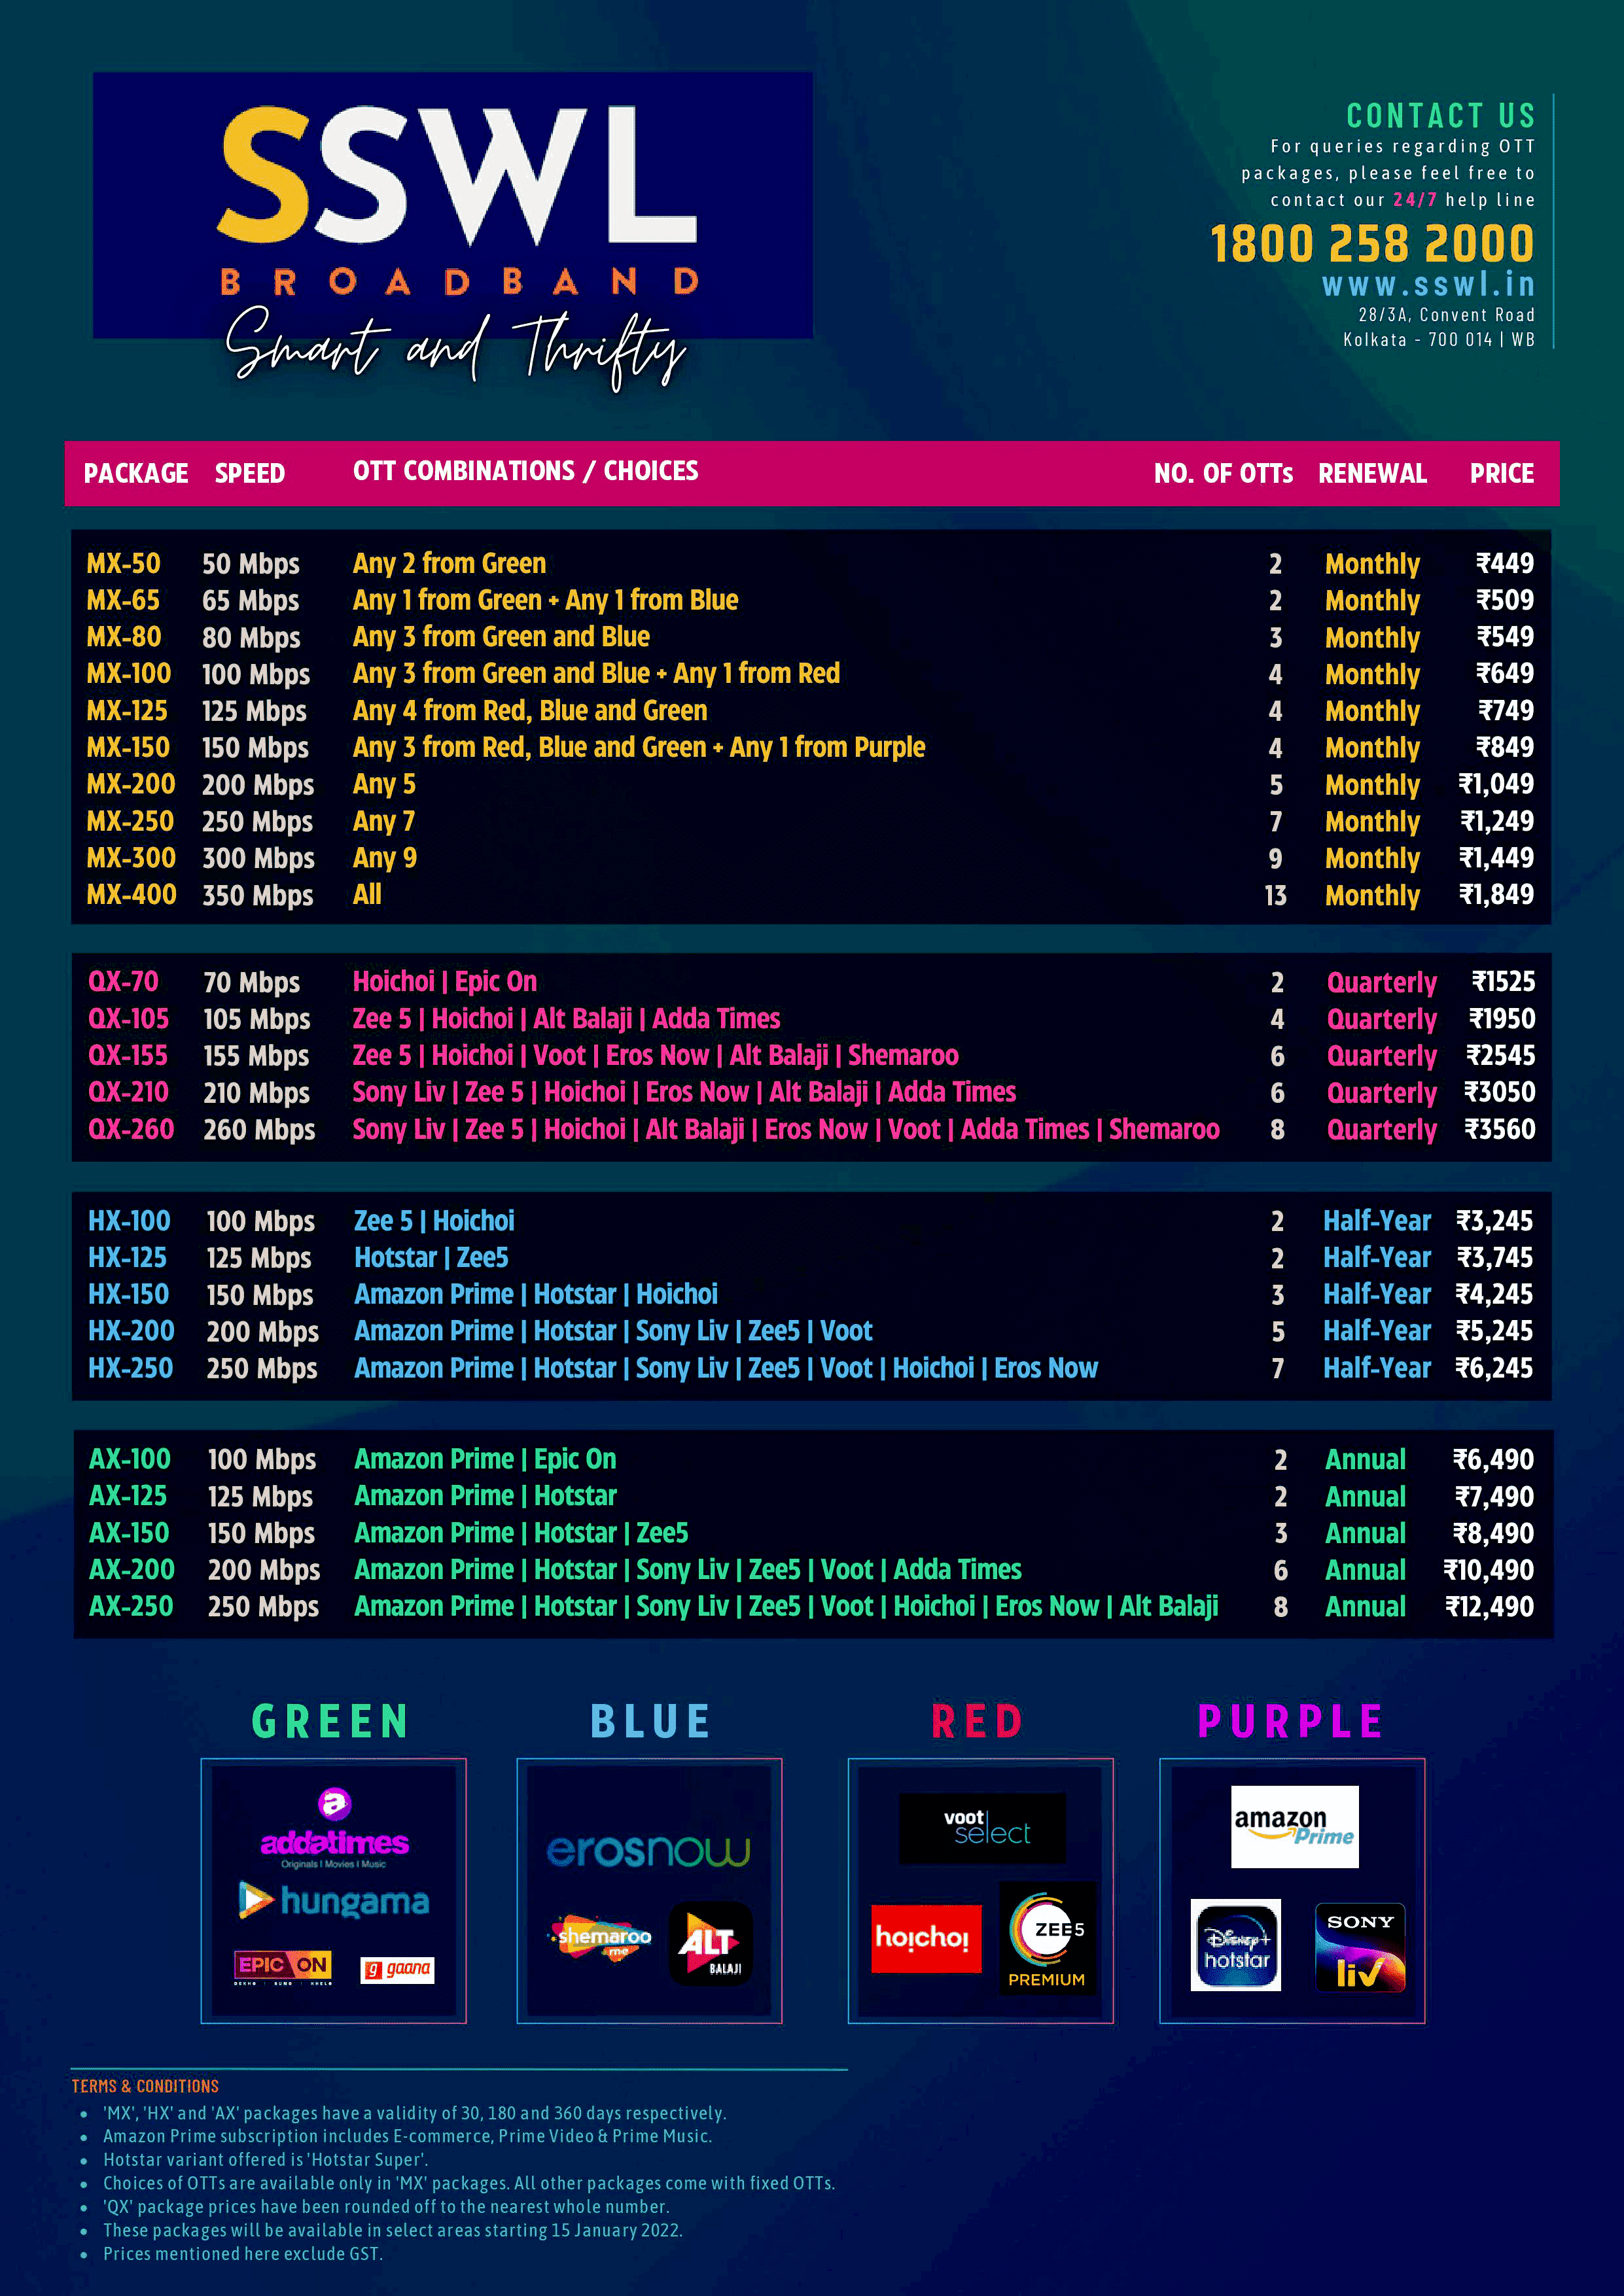 SSWL
BROADBAND
Smart and Thrifty
CONTACT US
For queries regarding OTT
packages, please feel free to
contact our 24/7 help line
1800 258 2000
www.sswl.in
28/3A, Convent Road
Kolkata - 700 014 | WB
PACKAGE SPEED OTT COMBINATIONS / CHOICES NO. OF OTTs RENEWAL PRICE
MX-50 50 Mbps Any 2 from Green 2 Monthly ₹449
MX-65 65 Mbps Any 1 from Green + Any 1 from Blue 2 Monthly ₹509
MX-80 80 Mbps Any 3 from Green and Blue 3 Monthly ₹549
MX-100 100 Mbps Any 3 from Green and Blue + Any 1 from Red 4 Monthly ₹649
MX-125 125 Mbps Any 4 from Red, Blue and Green 4 Monthly ₹749
MX-150 150 Mbps Any 3 from Red, Blue and Green + Any 1 from Purple 4 Monthly ₹849
MX-200 200 Mbps Any 5 5 Monthly ₹1,049
MX-250 250 Mbps Any 7 7 Monthly ₹1,249
MX-300 300 Mbps Any 9 9 Monthly ₹1,449
MX-400 350 Mbps All 13 Monthly ₹1,849
QX-70 70 Mbps Hoichoi | Epic On 2 Quarterly ₹1525
QX-105 105 Mbps Zee 5 | Hoichoi | Alt Balaji | Adda Times 4 Quarterly ₹1950
QX-155 155 Mbps Zee 5 | Hoichoi | Voot | Eros Now | Alt Balaji | Shemaroo 6 Quarterly ₹2545
QX-210 210 Mbps Sony Liv | Zee 5 | Hoichoi | Eros Now | Alt Balaji | Adda Times 6 Quarterly ₹3050
QX-260 260 Mbps Sony Liv | Zee 5 | Hoichoi | Alt Balaji | Eros Now | Voot | Adda Times | Shemaroo 8 Quarterly ₹3560
HX-100 100 Mbps Zee 5 | Hoichoi 2 Half-Year ₹3,245
HX-125 125 Mbps Hotstar | Zee5 2 Half-Year ₹3,745
HX-150 150 Mbps Amazon Prime | Hotstar | Hoichoi 3 Half-Year ₹4,245
HX-200 200 Mbps Amazon Prime | Hotstar | Sony Liv | Zee5 | Voot 5 Half-Year ₹5,245
HX-250 250 Mbps Amazon Prime | Hotstar | Sony Liv | Zee5 | Voot | Hoichoi | Eros Now 7 Half-Year ₹6,245
AX-100 100 Mbps Amazon Prime | Epic On 2 Annual ₹6,490
AX-125 125 Mbps Amazon Prime | Hotstar 2 Annual ₹7,490
AX-150 150 Mbps Amazon Prime | Hotstar | Zee5 3 Annual ₹8,490
AX-200 200 Mbps Amazon Prime | Hotstar | Sony Liv | Zee5 | Voot | Adda Times 6 Annual ₹10,490
AX-250 250 Mbps Amazon Prime | Hotstar | Sony Liv | Zee5 | Voot | Hoichoi | Eros Now | Alt Balaji 8 Annual ₹12,490
GREEN
a
addatimes
Originals | Movies | Music
hungama
EPIC ON
g gaana
BLUE
erosnow
shemaroo
me
ALT
BALAJI
RED
voot
select
hoichoi
ZEE5
PREMIUM
PURPLE
amazon
Prime
Disney+
hotstar
SONY
liv
TERMS & CONDITIONS
• 'MX', 'HX' and 'AX' packages have a validity of 30, 180 and 360 days respectively.
• Amazon Prime subscription includes E-commerce, Prime Video & Prime Music.
• Hotstar variant offered is 'Hotstar Super'.
• Choices of OTTs are available only in 'MX' packages. All other packages come with fixed OTTs.
• 'QX' package prices have been rounded off to the nearest whole number.
• These packages will be available in select areas starting 15 January 2022.
• Prices mentioned here exclude GST.